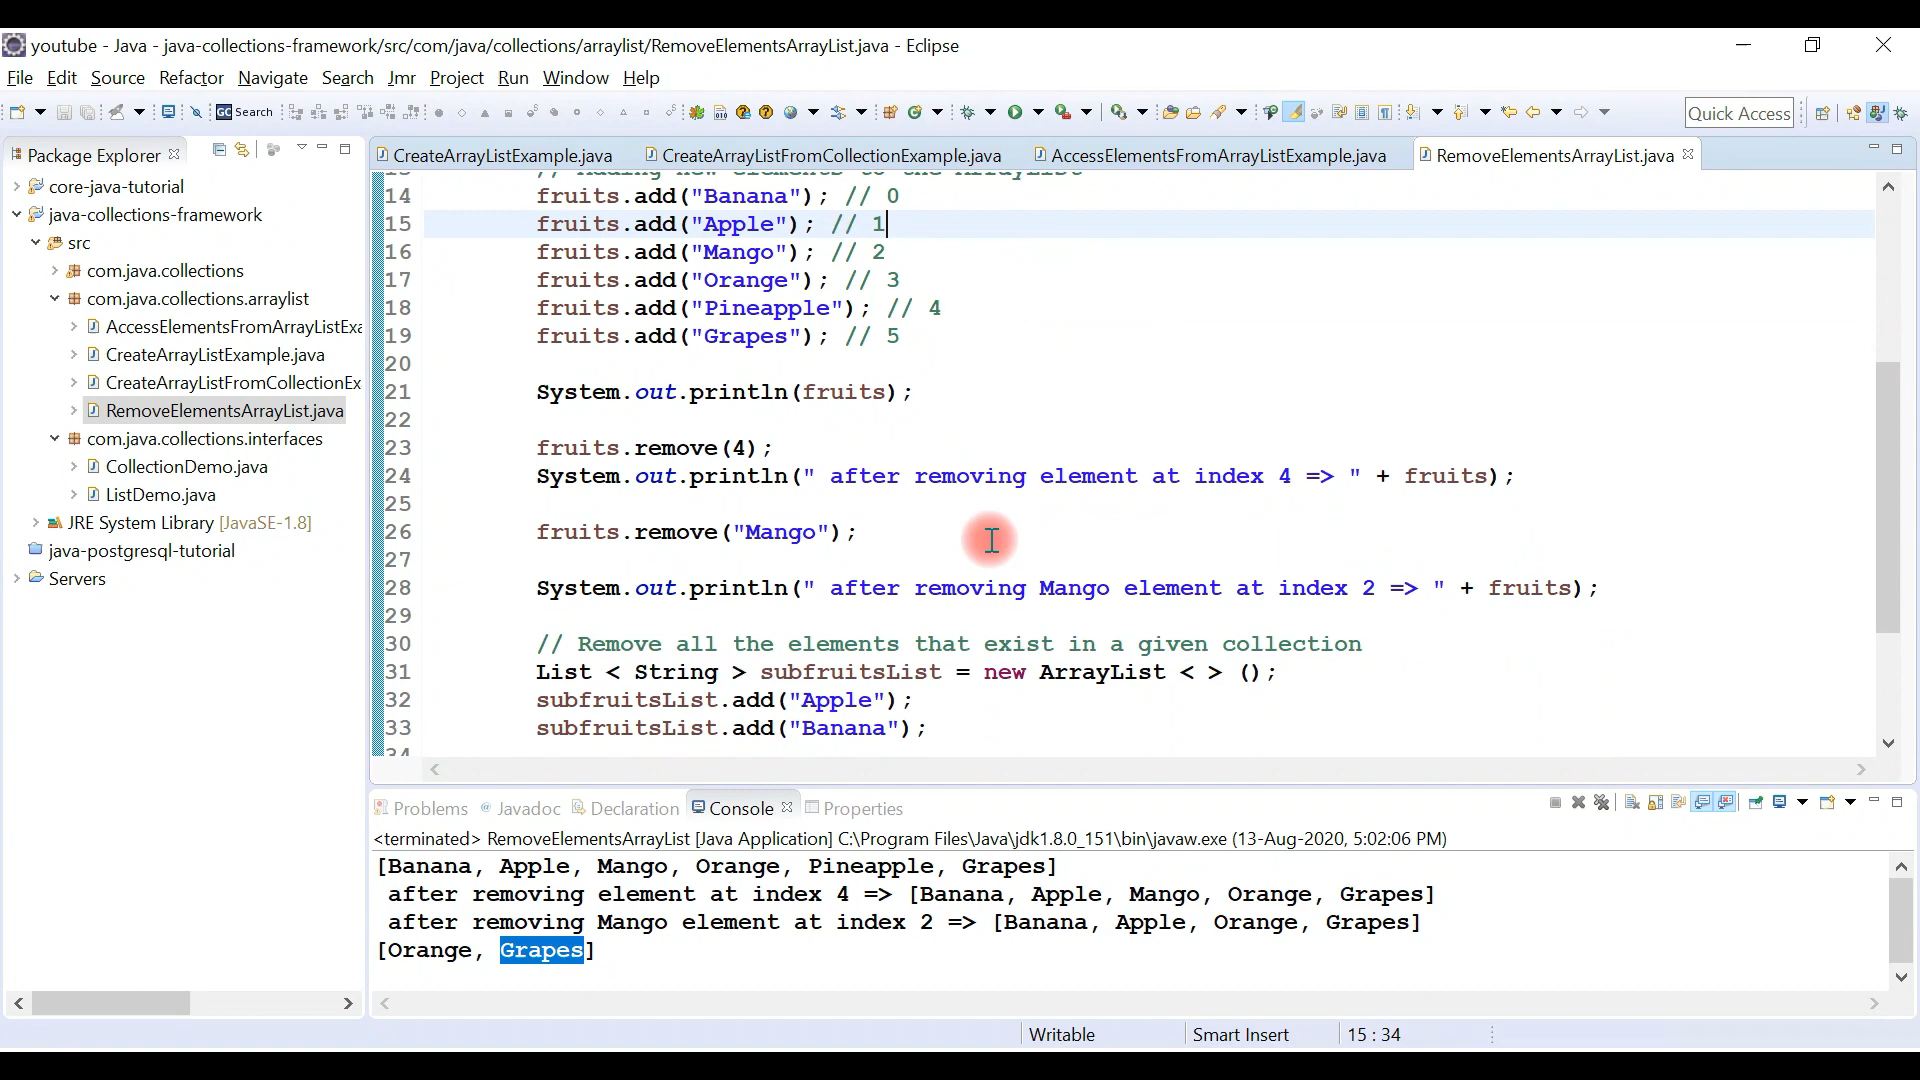 youtube - Java - java-collections-framework/src/com/java/collections/arraylist/RemoveElementsArrayList.java - Eclipse
File Edit Source Refactor Navigate Search Jmr Project Run Window Help
GC Search
Quick Access
Package Explorer
CreateArrayListExample.java CreateArrayListFromCollectionExample.java AccessElementsFromArrayListExample.java RemoveElementsArrayList.java
core-java-tutorial
java-collections-framework
src
com.java.collections
com.java.collections.arraylist
AccessElementsFromArrayListExa
CreateArrayListExample.java
CreateArrayListFromCollectionEx
RemoveElementsArrayList.java
com.java.collections.interfaces
CollectionDemo.java
ListDemo.java
JRE System Library [JavaSE-1.8]
java-postgresql-tutorial
Servers
13 // Adding new elements to the ArrayList
14 fruits.add("Banana"); // 0
15 fruits.add("Apple"); // 1
16 fruits.add("Mango"); // 2
17 fruits.add("Orange"); // 3
18 fruits.add("Pineapple"); // 4
19 fruits.add("Grapes"); // 5
20
21 System.out.println(fruits);
22
23 fruits.remove(4);
24 System.out.println(" after removing element at index 4 => " + fruits);
25
26 fruits.remove("Mango");
27
28 System.out.println(" after removing Mango element at index 2 => " + fruits);
29
30 // Remove all the elements that exist in a given collection
31 List < String > subfruitsList = new ArrayList < > ();
32 subfruitsList.add("Apple");
33 subfruitsList.add("Banana");
34
Problems Javadoc Declaration Console Properties
<terminated> RemoveElementsArrayList [Java Application] C:\Program Files\Java\jdk1.8.0_151\bin\javaw.exe (13-Aug-2020, 5:02:06 PM)
[Banana, Apple, Mango, Orange, Pineapple, Grapes]
after removing element at index 4 => [Banana, Apple, Mango, Orange, Grapes]
after removing Mango element at index 2 => [Banana, Apple, Orange, Grapes]
[Orange, Grapes]
Writable Smart Insert 15 : 34